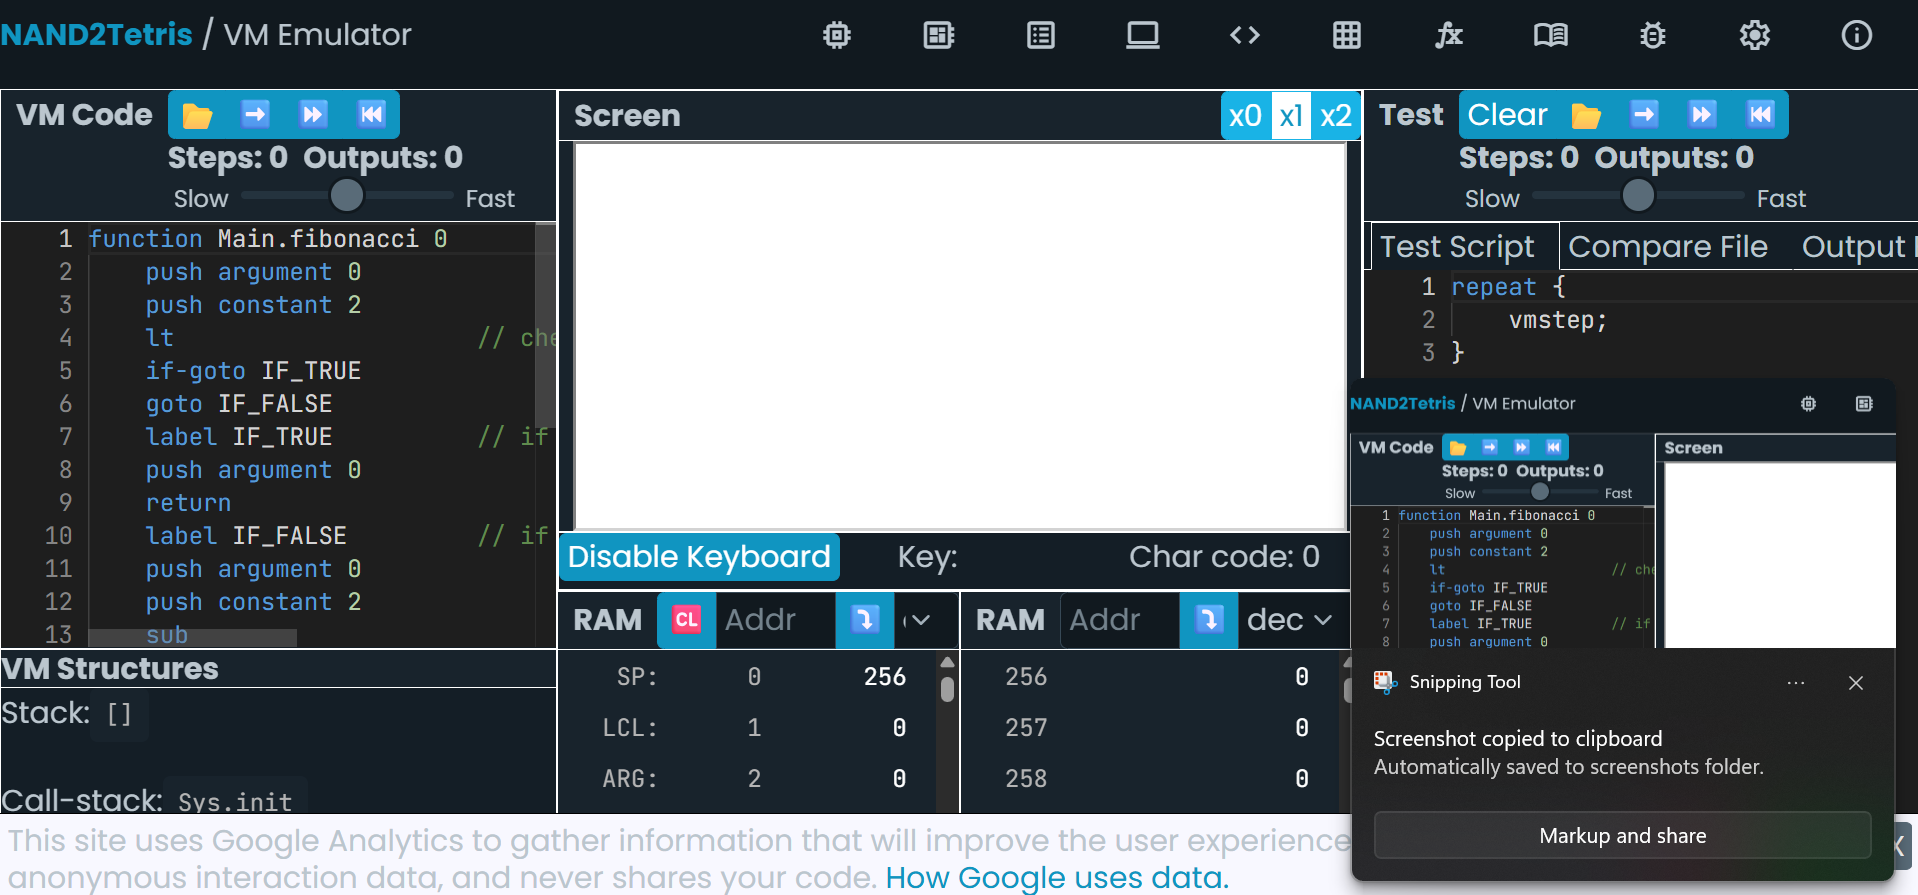 NAND2Tetris / VM Emulator
VM Code
Steps: 0 Outputs: 0
Slow Fast
1 function Main.fibonacci 0
2 push argument 0
3 push constant 2
4 lt // che
5 if-goto IF_TRUE
6 goto IF_FALSE
7 label IF_TRUE // if
8 push argument 0
9 return
10 label IF_FALSE // if
11 push argument 0
12 push constant 2
13 sub
VM Structures
Stack: []
Call-stack: Sys.init
Screen x0 x1 x2
Disable Keyboard Key: Char code: 0
RAM CL Addr
SP: 0 256
LCL: 1 0
ARG: 2 0
RAM Addr dec
256 0
257 0
258 0
Test Clear
Steps: 0 Outputs: 0
Slow Fast
Test Script Compare File Output
1 repeat {
2 vmstep;
3 }
NAND2Tetris / VM Emulator
VM Code Screen
Steps: 0 Outputs: 0
Slow Fast
1 function Main.fibonacci 0
2 push argument 0
3 push constant 2
4 lt // che
5 if-goto IF_TRUE
6 goto IF_FALSE
7 label IF_TRUE // if
8 push argument 0
Snipping Tool
Screenshot copied to clipboard
Automatically saved to screenshots folder.
Markup and share
This site uses Google Analytics to gather information that will improve the user experience
anonymous interaction data, and never shares your code. How Google uses data.